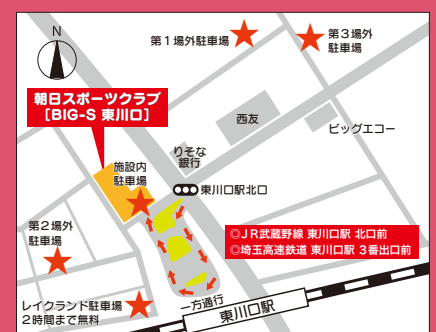 N
第1場外駐車場
第3場外
駐車場
朝日スポーツクラブ
［BIG-S 東川口］
西友
ビッグエコー
りそな
銀行
施設内
駐車場
東川口駅北口
第2場外
駐車場
◎JR武蔵野線 東川口駅 北口前
◎埼玉高速鉄道 東川口駅 3番出口前
レイクランド駐車場
2時間まで無料
一方通行
東川口駅